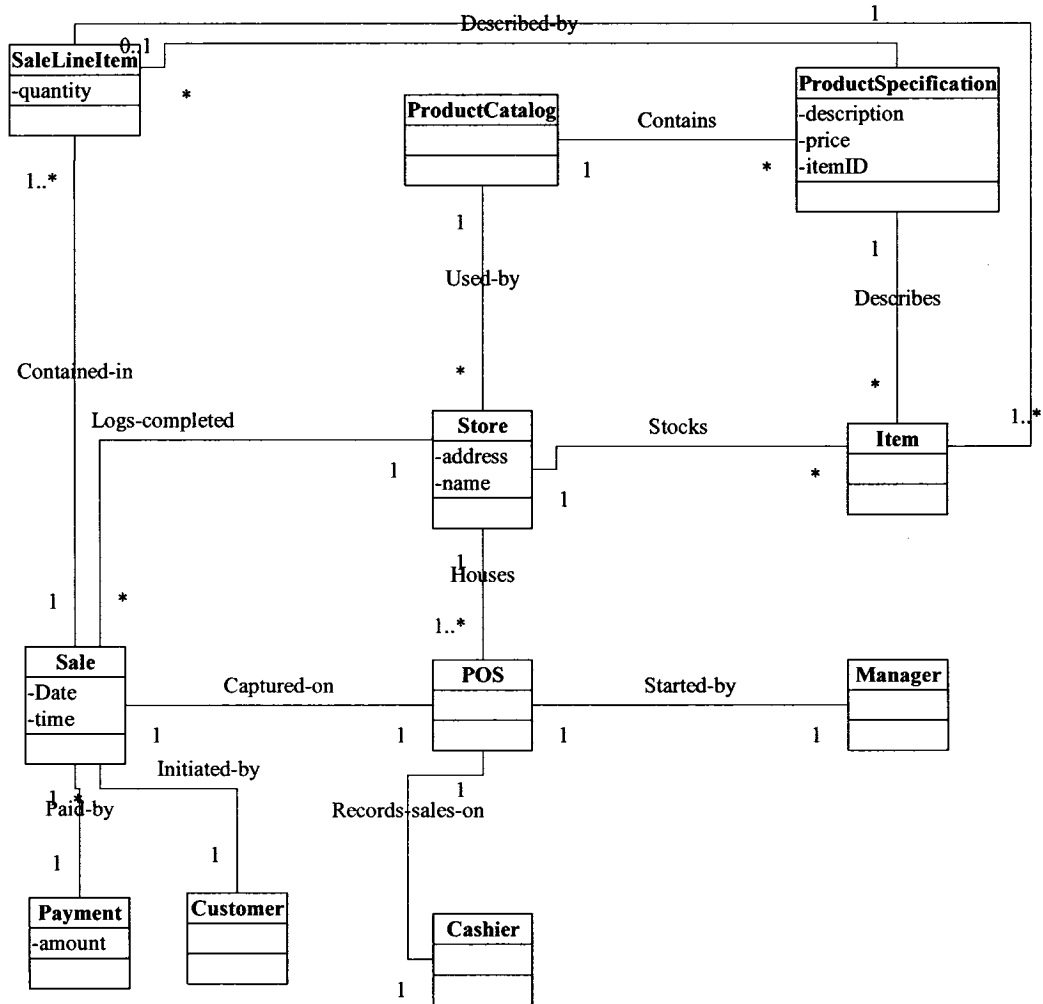 1
Described-by
0..1
SaleLineItem
-quantity
*
ProductSpecification
-description
-price
-itemID
ProductCatalog
Contains
1
*
1..*
1
1
Used-by
Describes
Contained-in
*
*
Logs-completed
Store
-address
-name
Stocks
1..*
Item
1
1
*
1
Houses
1
*
1..*
Sale
-Date
-time
Captured-on
POS
Started-by
Manager
1
1
1
1
Initiated-by
1
*
Paid-by
1
Records-sales-on
1
1
Payment
-amount
Customer
Cashier
1